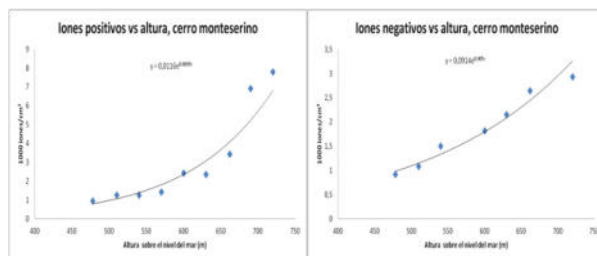 Iones positivos vs altura, cerro monteserino
9
8
7
6
5
4
3
2
1
0
1000 iones/cm³
400 450 500 550 600 650 700 750
Altura sobre el nivel del mar (m)
Iones negativos vs altura, cerro monteserino
3,5
3
2,5
2
1,5
1
0,5
0
1000 iones/cm³
400 450 500 550 600 650 700 750
Altura sobre el nivel del mar (m)